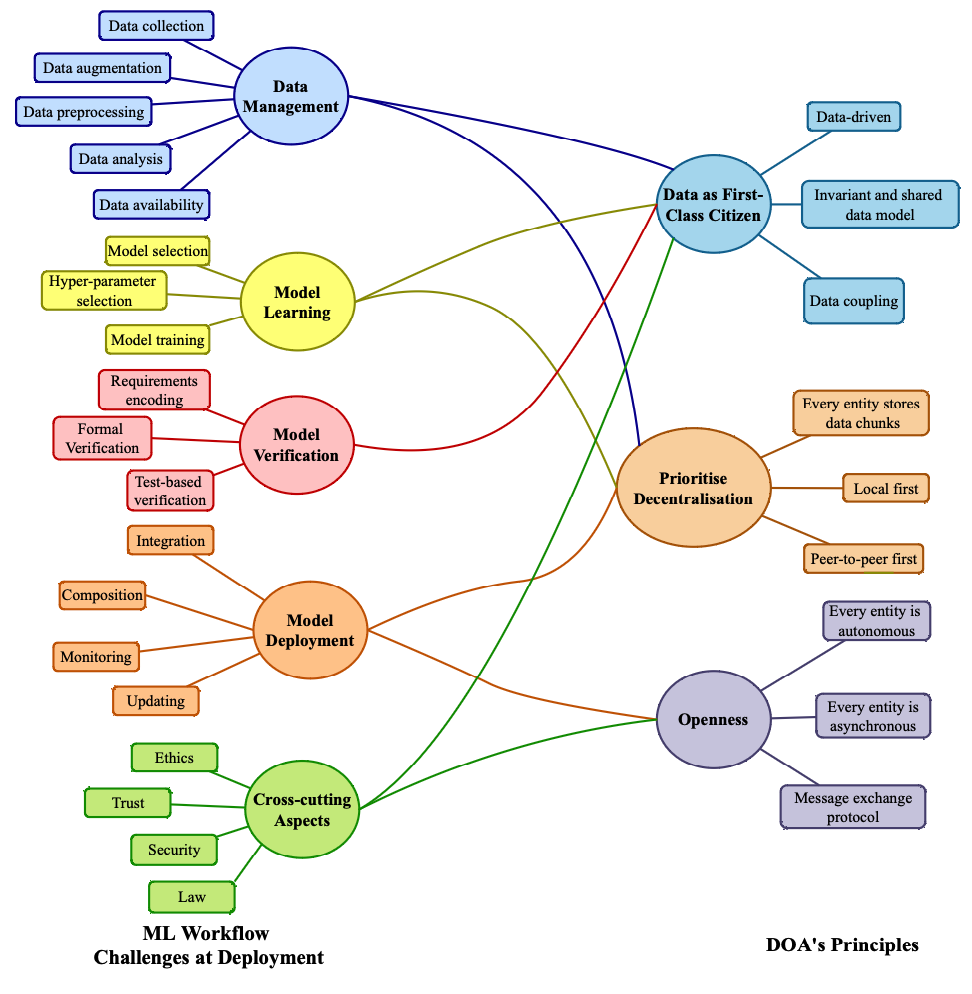 Data collection
Data augmentation
Data preprocessing
Data analysis
Data availability
Data
Management
Model selection
Hyper-parameter
selection
Model training
Model
Learning
Requirements
encoding
Formal
Verification
Test-based
verification
Model
Verification
Integration
Composition
Monitoring
Updating
Model
Deployment
Ethics
Trust
Security
Law
Cross-cutting
Aspects
ML Workflow
Challenges at Deployment
Data as First-
Class Citizen
Data-driven
Invariant and shared
data model
Data coupling
Prioritise
Decentralisation
Every entity stores
data chunks
Local first
Peer-to-peer first
Openness
Every entity is
autonomous
Every entity is
asynchronous
Message exchange
protocol
DOA's Principles